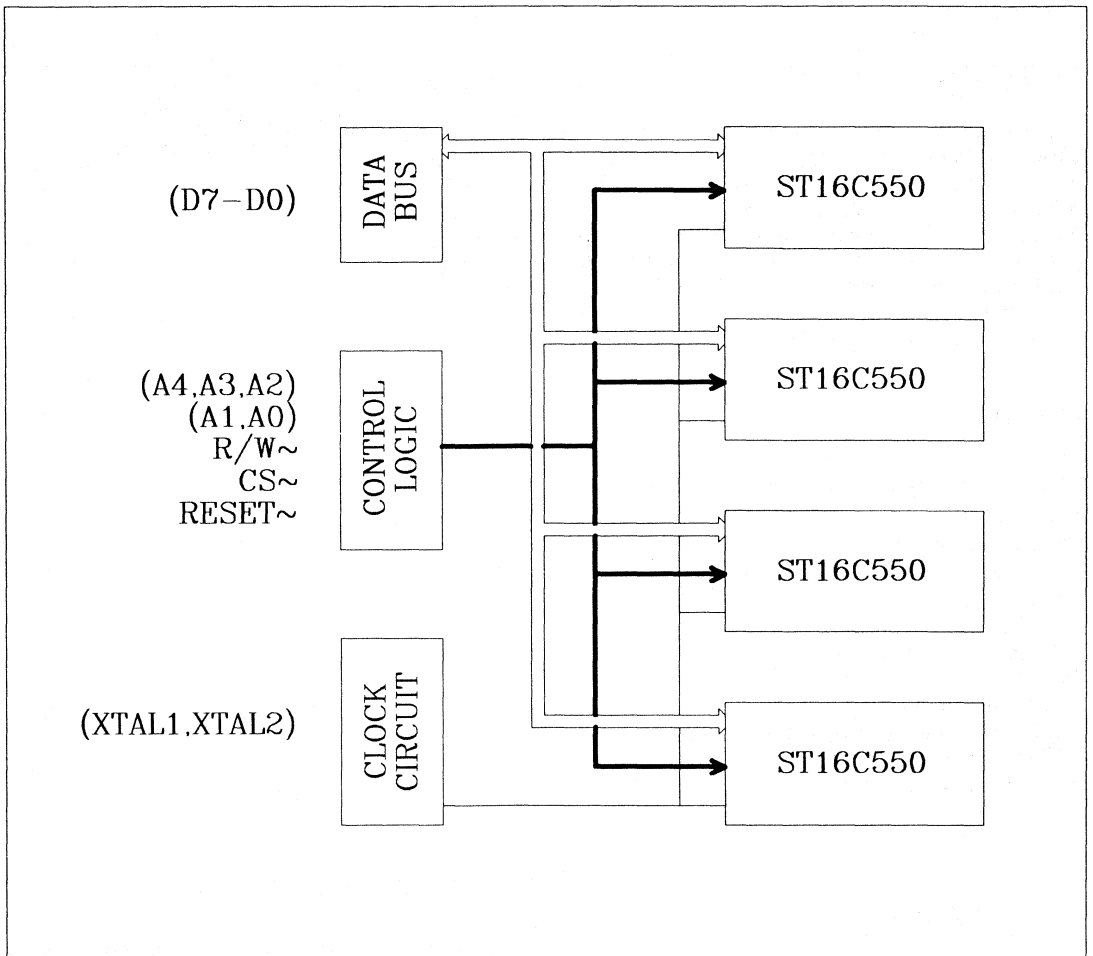 (D7-D0)
DATA
BUS
ST16C550
(A4,A3,A2)
(A1,A0)
R/W~
CS~
RESET~
CONTROL
LOGIC
ST16C550
ST16C550
(XTAL1,XTAL2)
CLOCK
CIRCUIT
ST16C550